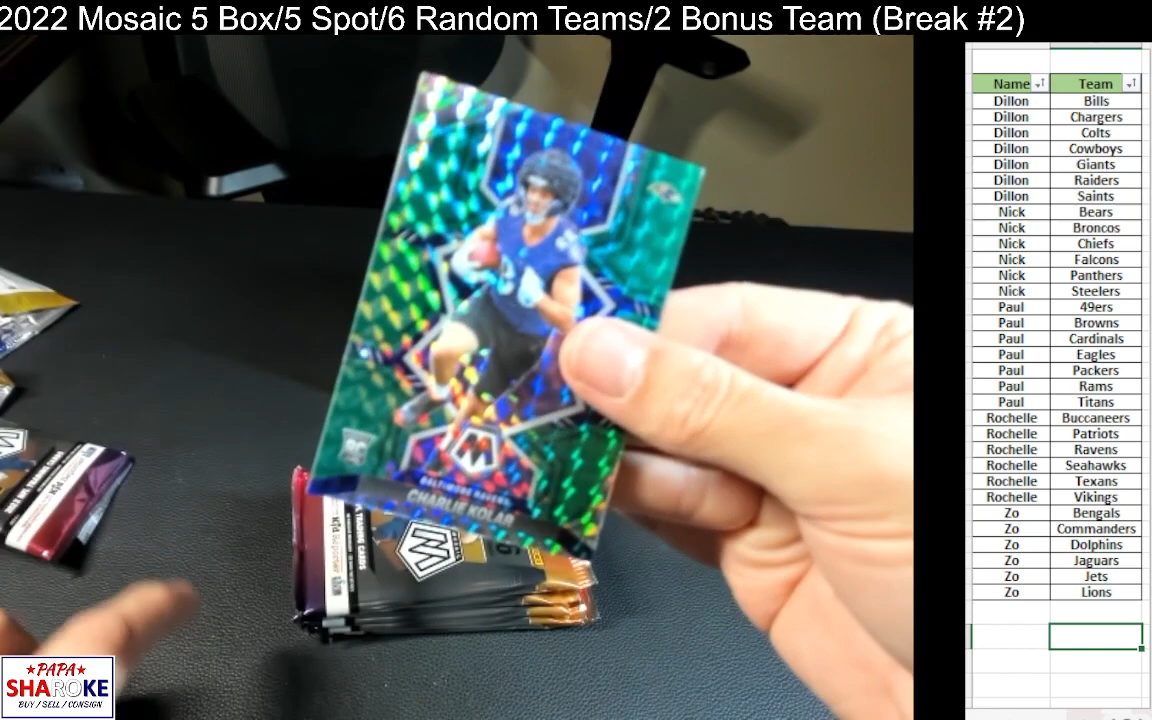 2022 Mosaic 5 Box/5 Spot/6 Random Teams/2 Bonus Team (Break #2)
Name Team
Dillon Bills
Dillon Chargers
Dillon Colts
Dillon Cowboys
Dillon Giants
Dillon Raiders
Dillon Saints
Nick Bears
Nick Broncos
Nick Chiefs
Nick Falcons
Nick Panthers
Nick Steelers
Paul 49ers
Paul Browns
Paul Cardinals
Paul Eagles
Paul Packers
Paul Rams
Paul Titans
Rochelle Buccaneers
Rochelle Patriots
Rochelle Ravens
Rochelle Seahawks
Rochelle Texans
Rochelle Vikings
Zo Bengals
Zo Commanders
Zo Dolphins
Zo Jaguars
Zo Jets
Zo Lions
BALTIMORE RAVENS
CHARLIE KOLAR
PAPA
SHAROKE
BUY / SELL / CONSIGN